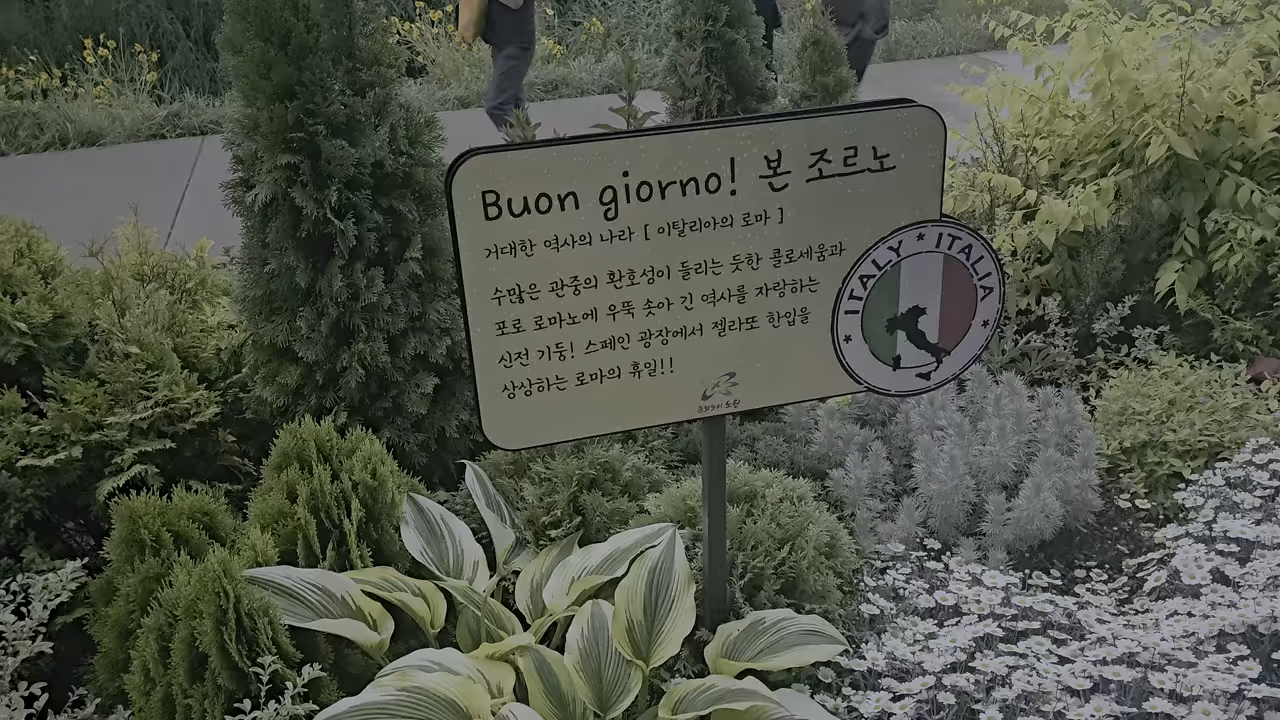 Buon giorno! 본 조르노
거대한 역사의 나라 [ 이탈리아의 로마 ]
수많은 관중의 환호성이 들리는 듯한 콜로세움과
포로 로마노에 우뚝 솟아 긴 역사를 자랑하는
신전 기둥! 스페인 광장에서 젤라또 한입을
상상하는 로마의 휴일!!
ITALY * ITALIA
노원